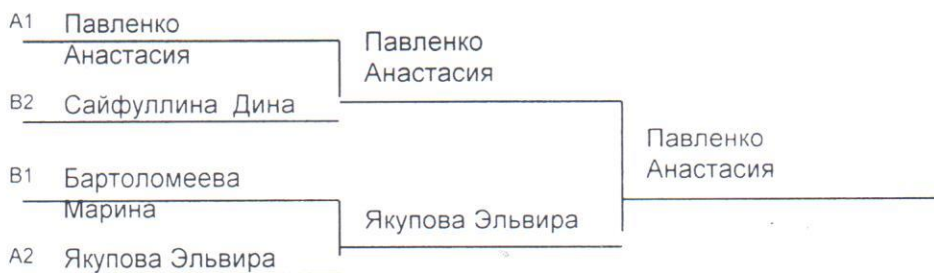 A1 Павленко
Анастасия
Павленко
Анастасия
B2 Сайфуллина Дина
Павленко
Анастасия
B1 Бартоломеева
Марина
Якупова Эльвира
A2 Якупова Эльвира